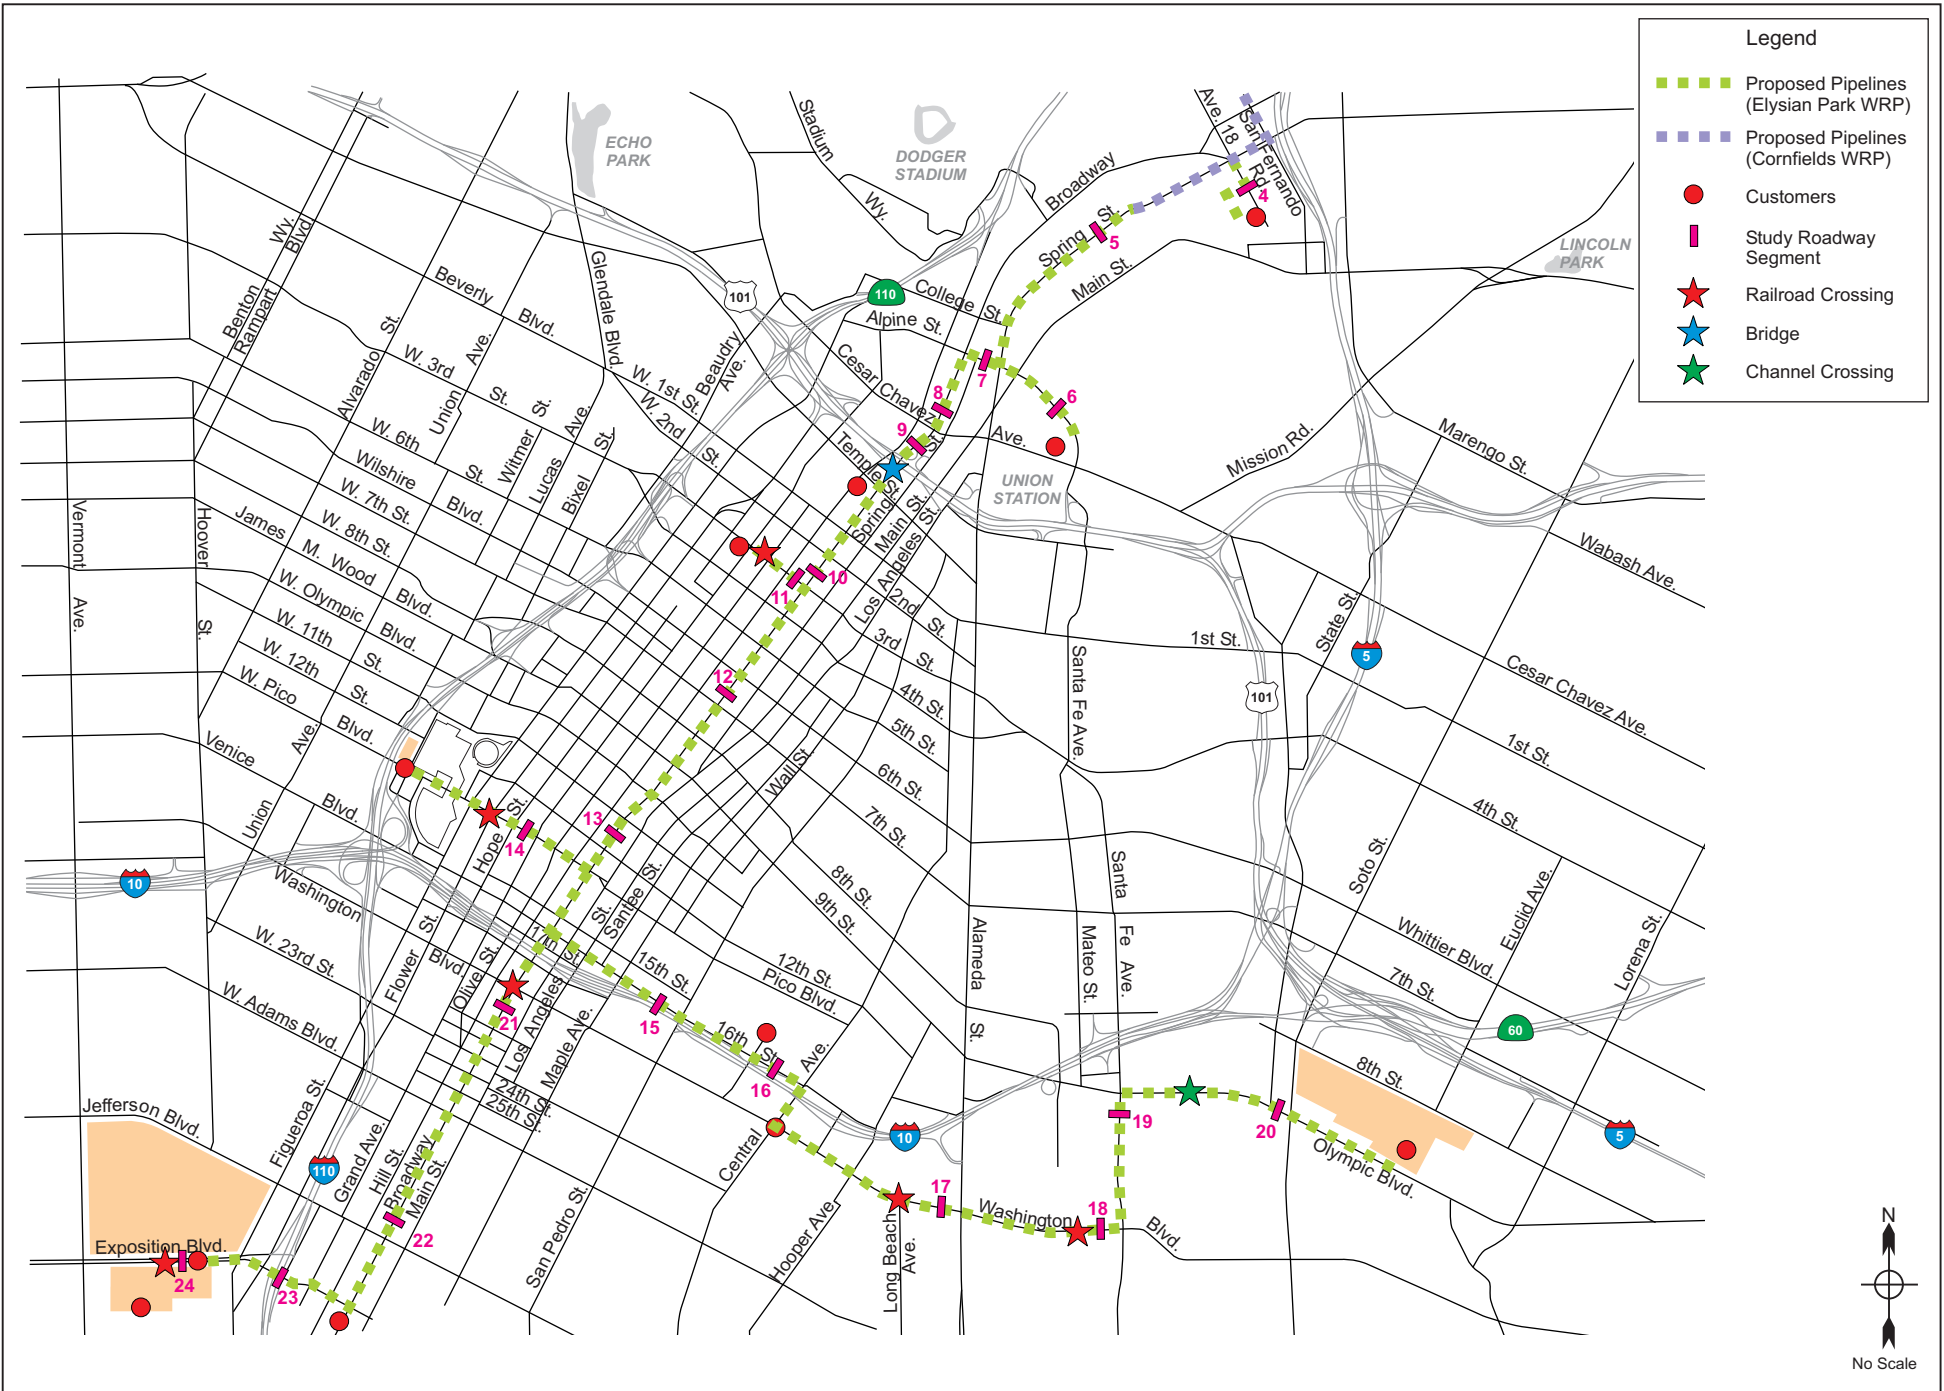 Legend
Proposed Pipelines
(Elysian Park WRP)
Proposed Pipelines
(Cornfields WRP)
Customers
Study Roadway
Segment
Railroad Crossing
Bridge
Channel Crossing
ECHO
PARK
DODGER
STADIUM
LINCOLN
PARK
UNION
STATION
Stadium
Wy.
Broadway
Ave. 18
San Fernando
Rd.
4
Spring St.
5
Main St.
College St.
Alpine St.
110
101
Cesar Chavez
Ave.
6
7
8
9
Temple St.
Spring St.
Main St.
Los Angeles St.
10
11
12
13
14
15
16
17
18
19
20
21
22
23
24
Benton Wy.
Rampart Blvd.
Alvarado St.
Union Ave.
Witmer St.
Lucas Ave.
Bixel St.
Glendale Blvd.
Beaudry
Ave.
Beverly Blvd.
W. 1st St.
W. 2nd St.
W. 3rd St.
W. 6th St.
Wilshire Blvd.
W. 7th St.
W. 8th St.
James M. Wood Blvd.
W. Olympic Blvd.
W. 11th St.
W. 12th St.
W. Pico Blvd.
Venice Blvd.
Washington Blvd.
W. 23rd St.
W. Adams Blvd.
Jefferson Blvd.
Exposition Blvd.
Vermont Ave.
Hoover St.
Union Ave.
10
110
Figueroa St.
Flower St.
Grand Ave.
Hope St.
Olive St.
Hill St.
Broadway
Main St.
Los Angeles St.
Santee St.
Maple Ave.
Wall St.
San Pedro St.
24th St.
25th St.
17th St.
15th St.
16th St.
12th St.
Pico Blvd.
Central Ave.
Hooper Ave.
Long Beach
Ave.
Washington Blvd.
2nd St.
3rd St.
4th St.
5th St.
6th St.
7th St.
8th St.
9th St.
Alameda St.
Mateo St.
Santa Fe Ave.
Santa Fe Ave.
1st St.
Mission Rd.
Marengo St.
Wabash Ave.
State St.
5
101
Cesar Chavez Ave.
1st St.
4th St.
Soto St.
Euclid Ave.
Lorena St.
Whittier Blvd.
7th St.
8th St.
60
5
10
Olympic Blvd.
N
No Scale